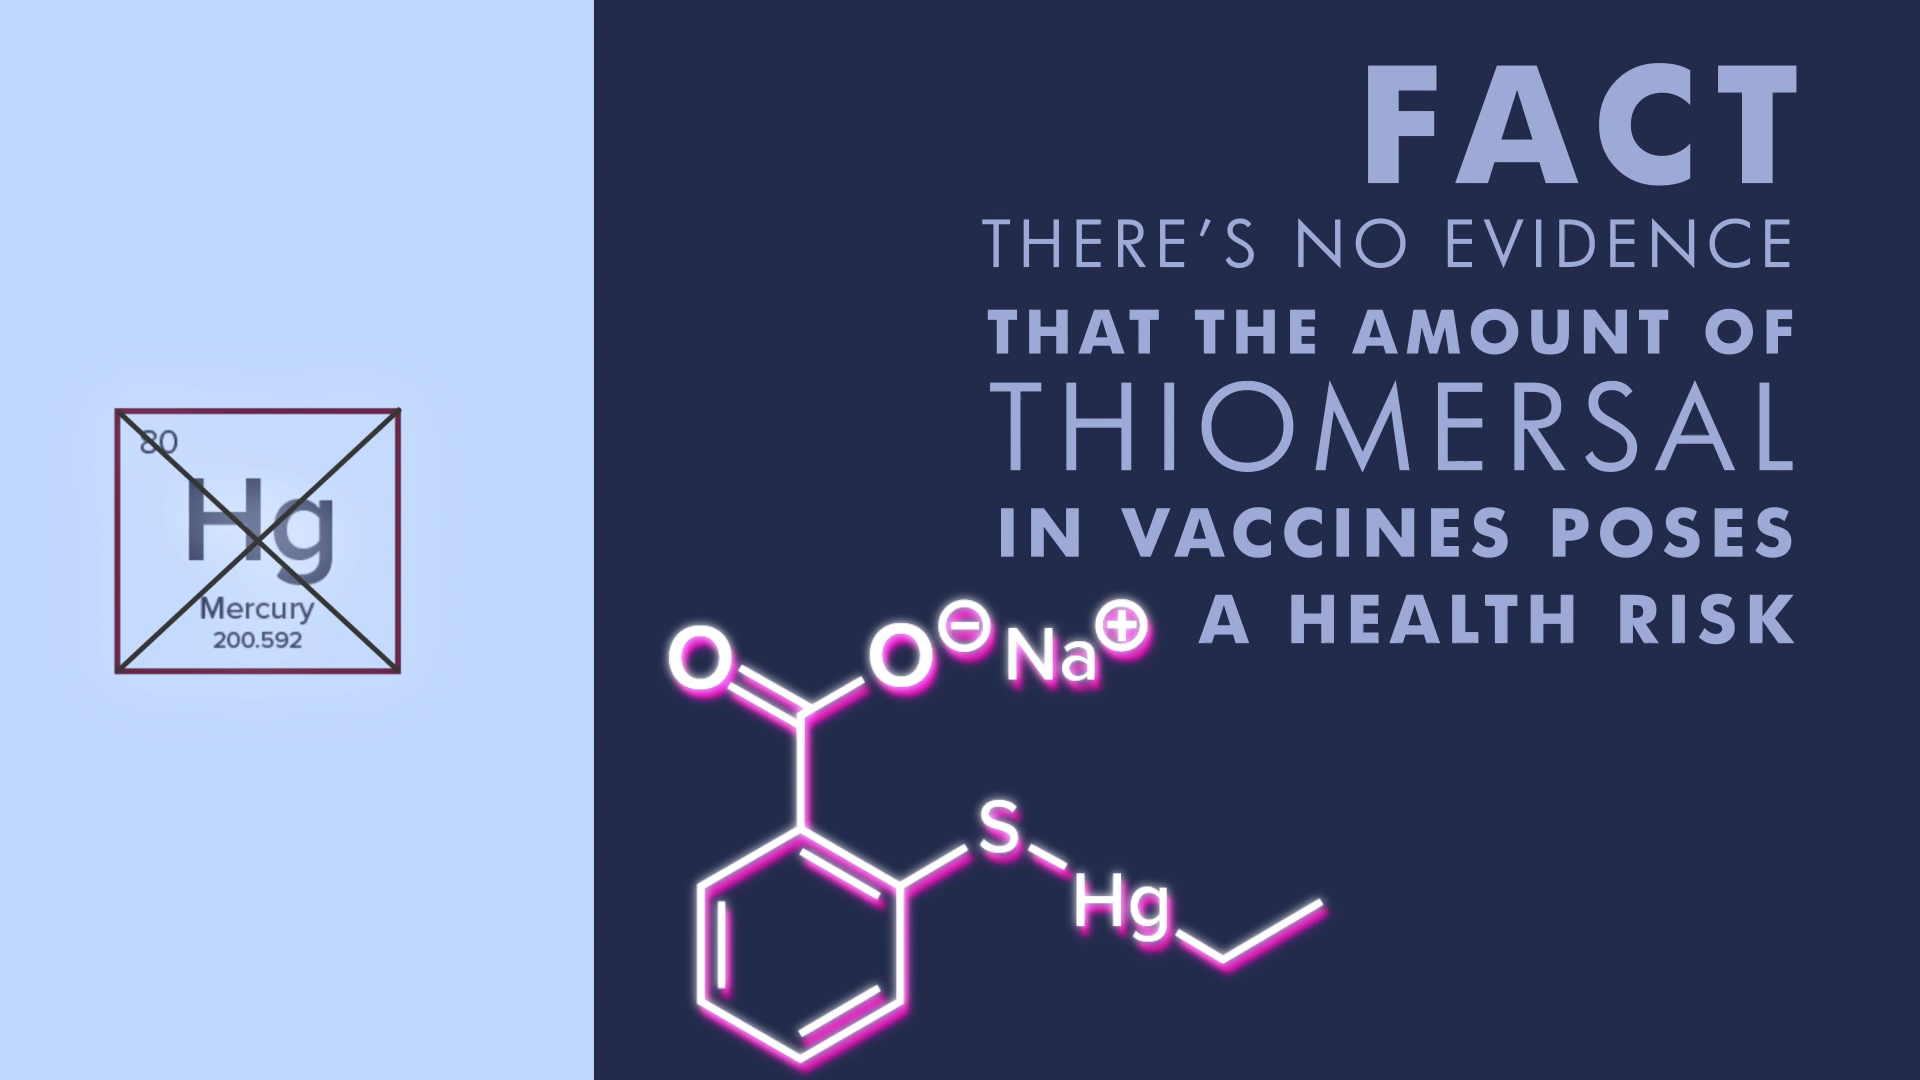 80
Hg
Mercury
200.592
FACT
THERE'S NO EVIDENCE
THAT THE AMOUNT OF
THIOMERSAL
IN VACCINES POSES
A HEALTH RISK
O O⊖ Na⊕
S
Hg